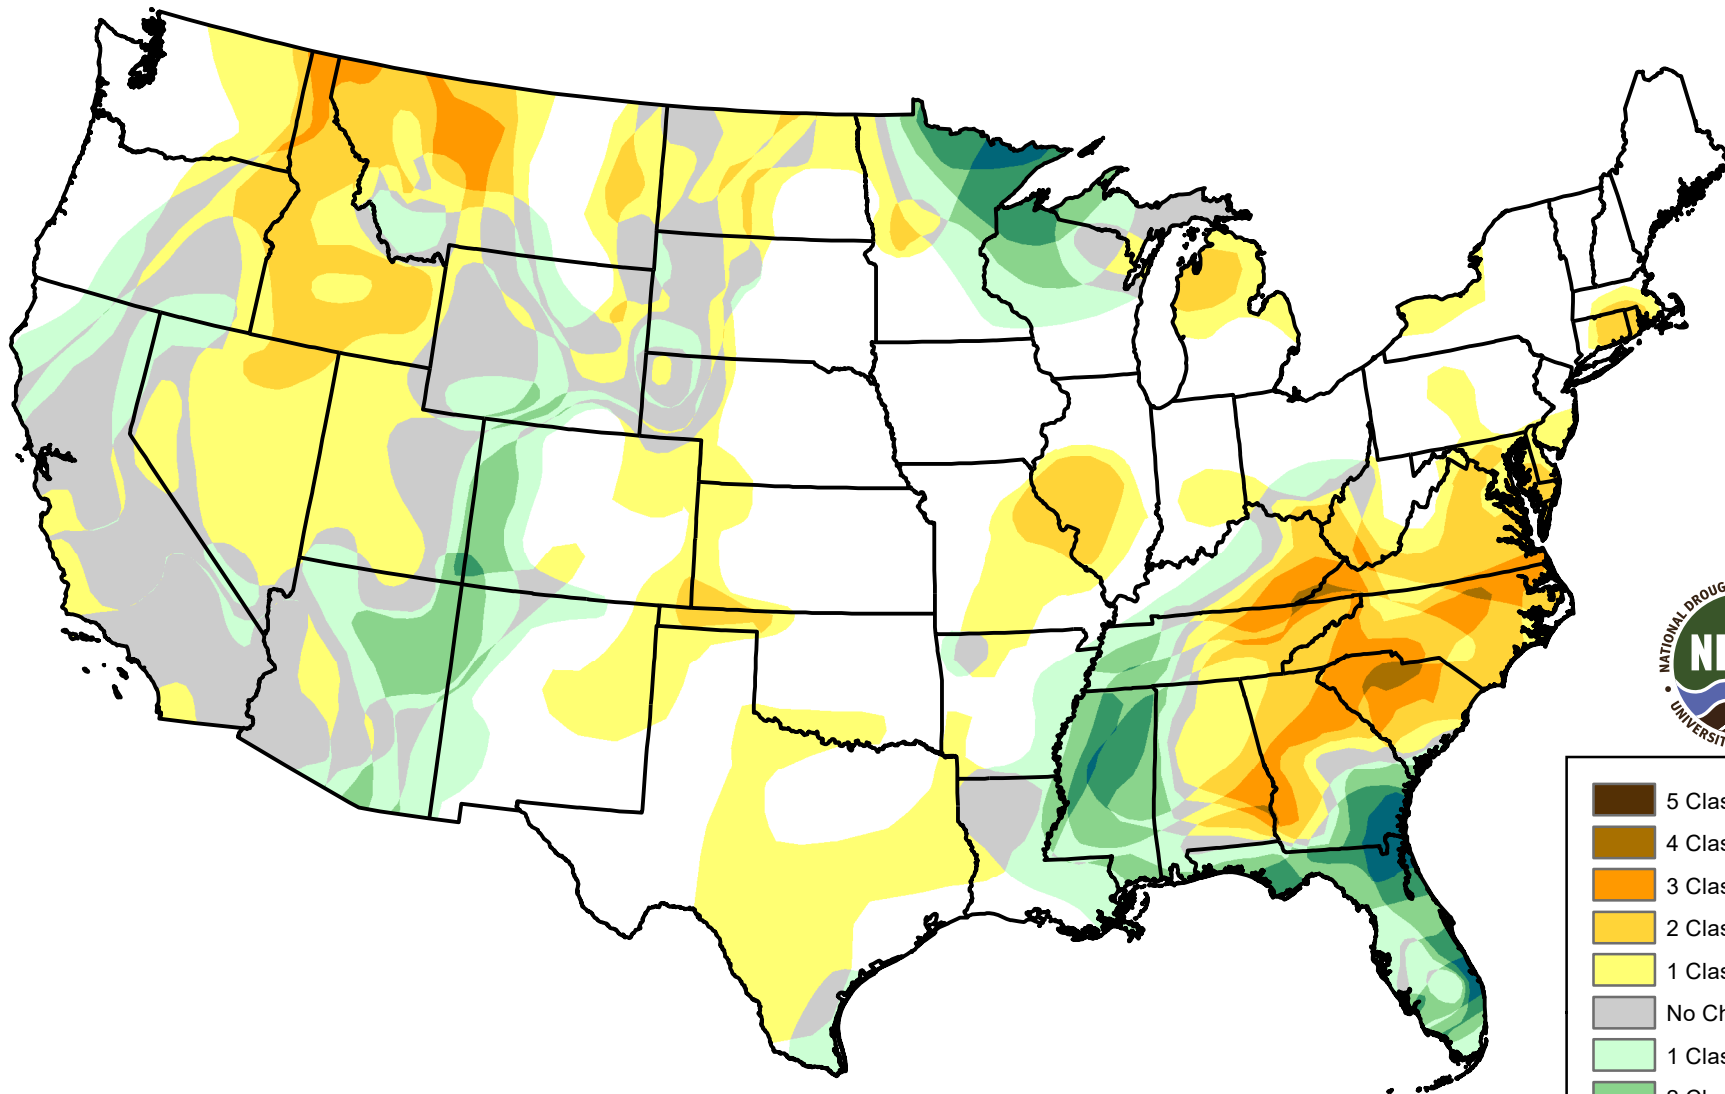 NATIONAL DROUG
UNIVERSIT
5 Clas
4 Clas
3 Clas
2 Clas
1 Clas
No Ch
1 Clas